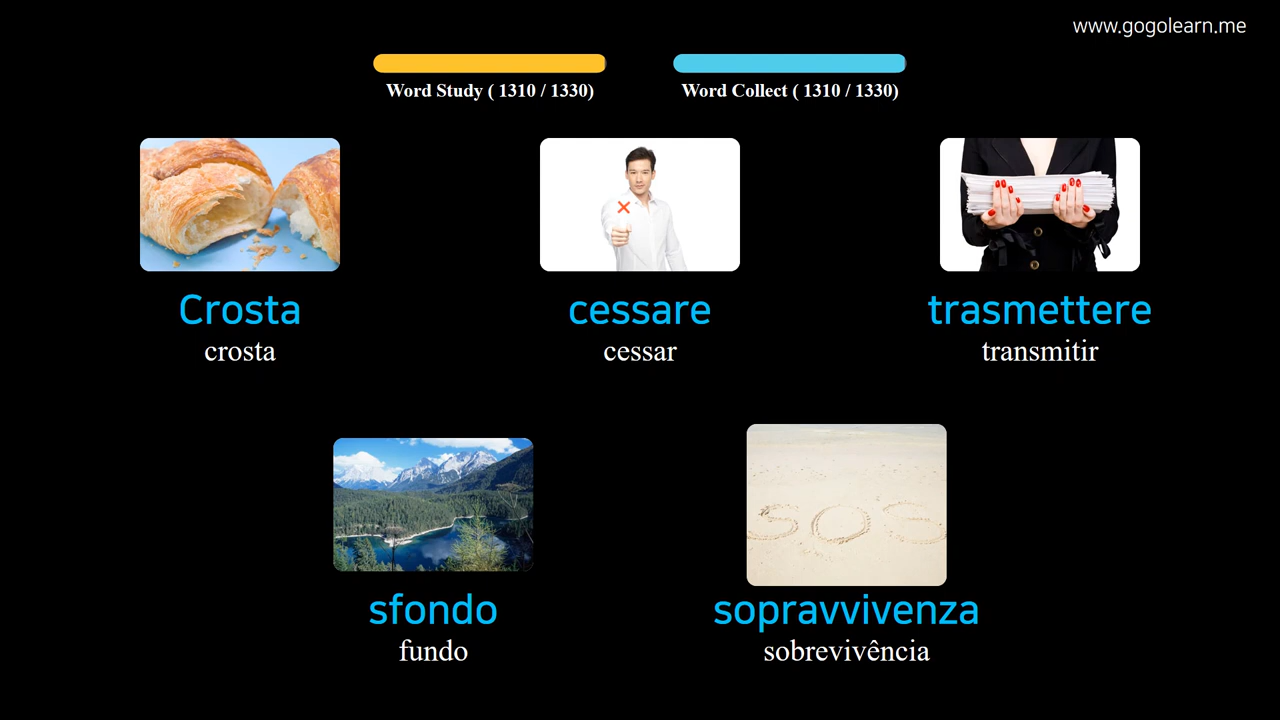 www.gogolearn.me
Word Study ( 1310 / 1330)
Word Collect ( 1310 / 1330)
Crosta
crosta
cessare
cessar
trasmettere
transmitir
sfondo
fundo
SOS
sopravvivenza
sobrevivência